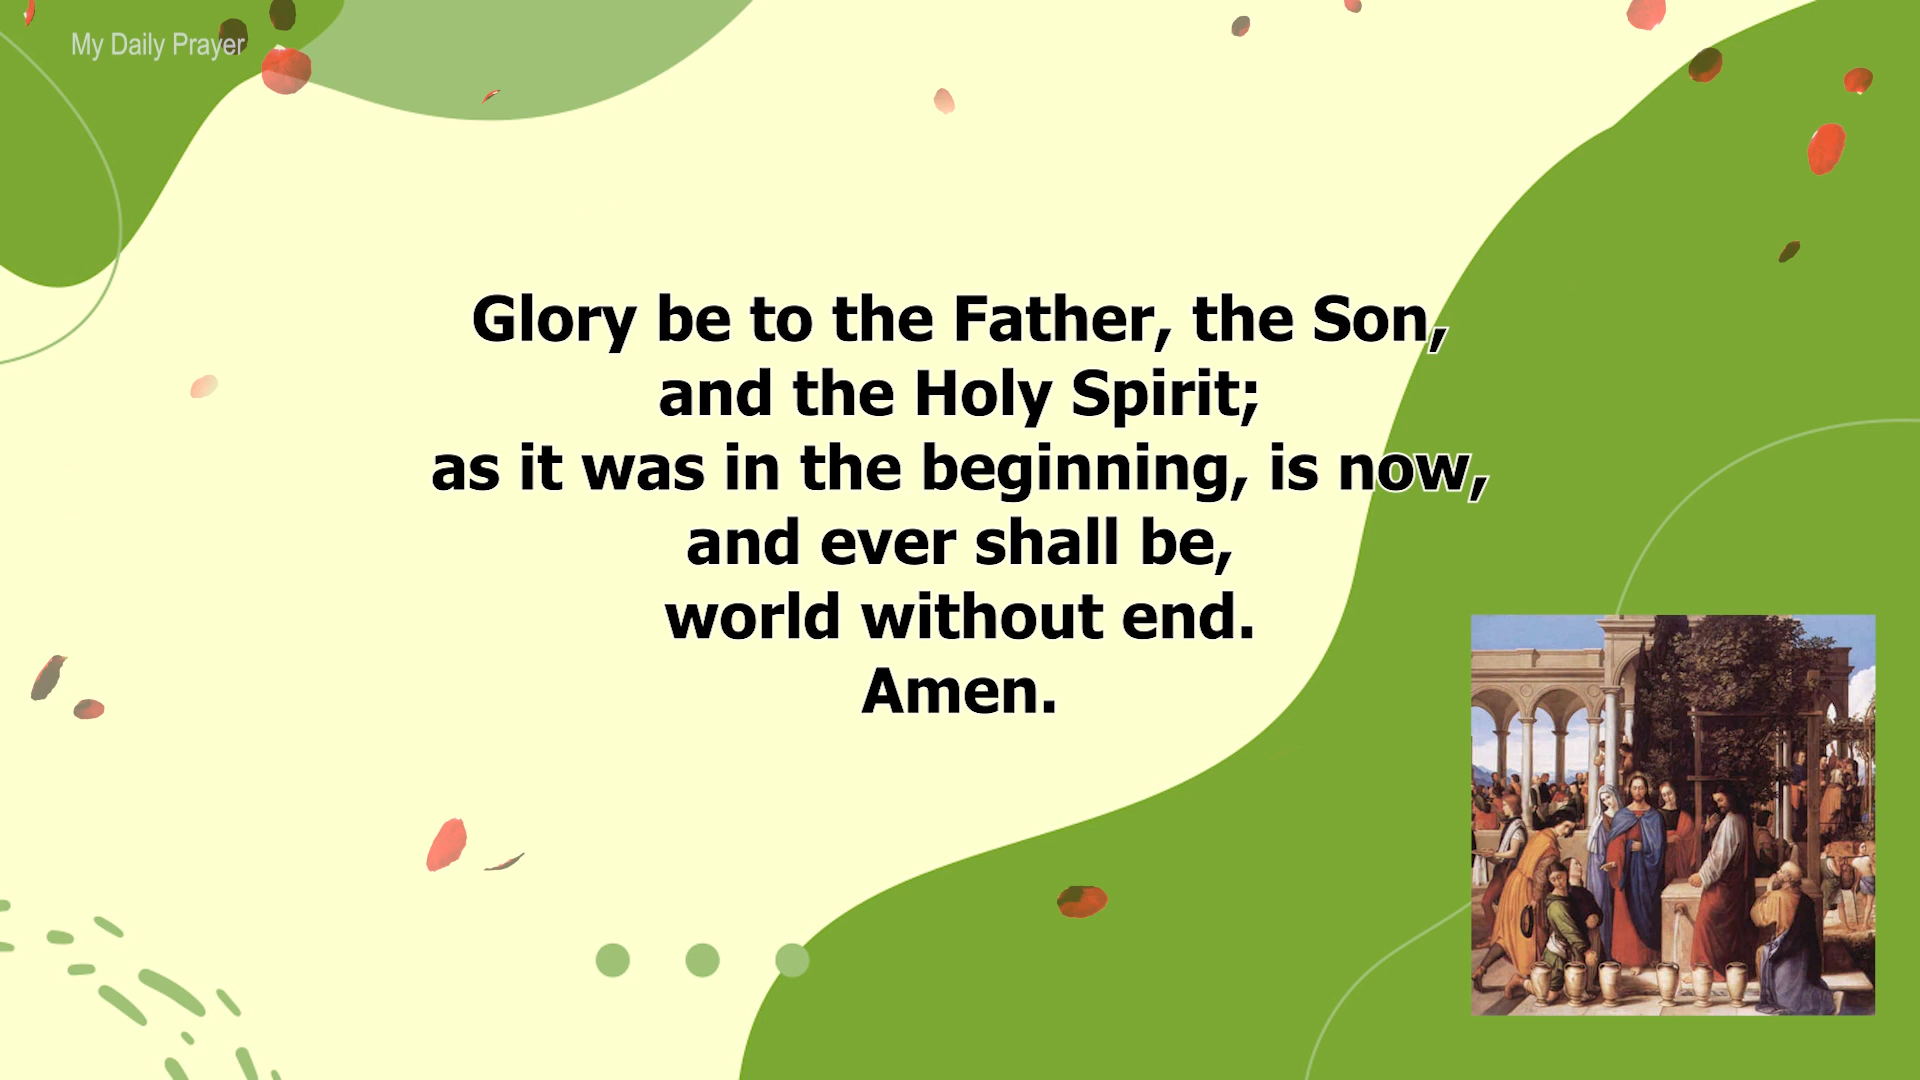 My Daily Prayer
Glory be to the Father, the Son,
and the Holy Spirit;
as it was in the beginning, is now,
and ever shall be,
world without end.
Amen.